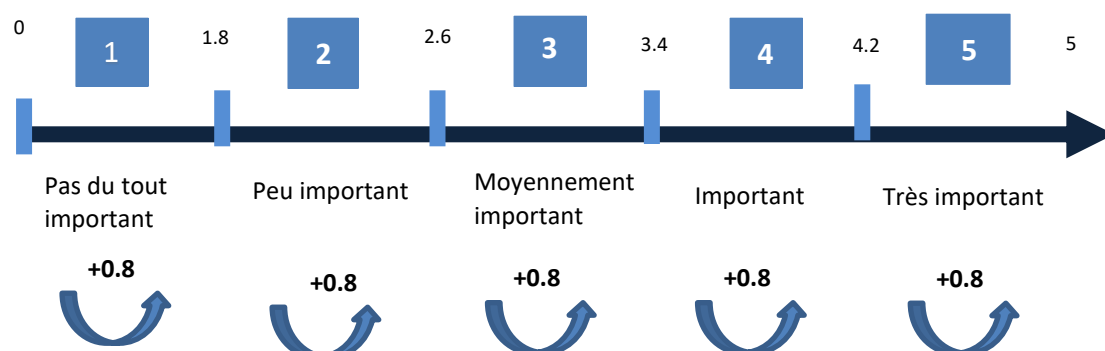 0 1 1.8 2 2.6 3 3.4 4 4.2 5 5
Pas du tout
important
Peu important
Moyennement
important
Important
Très important
+0.8 +0.8 +0.8 +0.8 +0.8